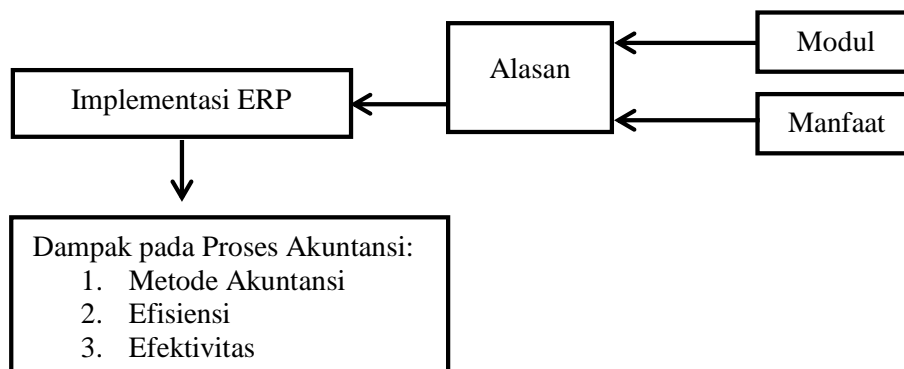 Modul
Alasan
Implementasi ERP
Manfaat
Dampak pada Proses Akuntansi:
1. Metode Akuntansi
2. Efisiensi
3. Efektivitas